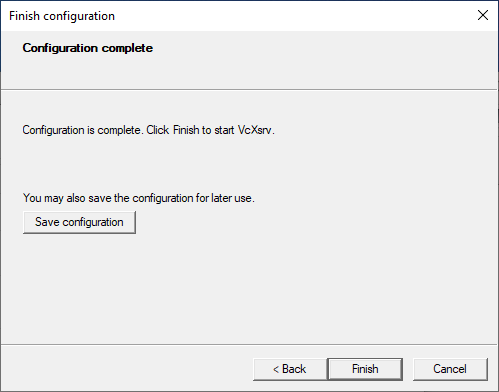 Finish configuration
Configuration complete
Configuration is complete. Click Finish to start VcXsrv.
You may also save the configuration for later use.
Save configuration
< Back Finish Cancel